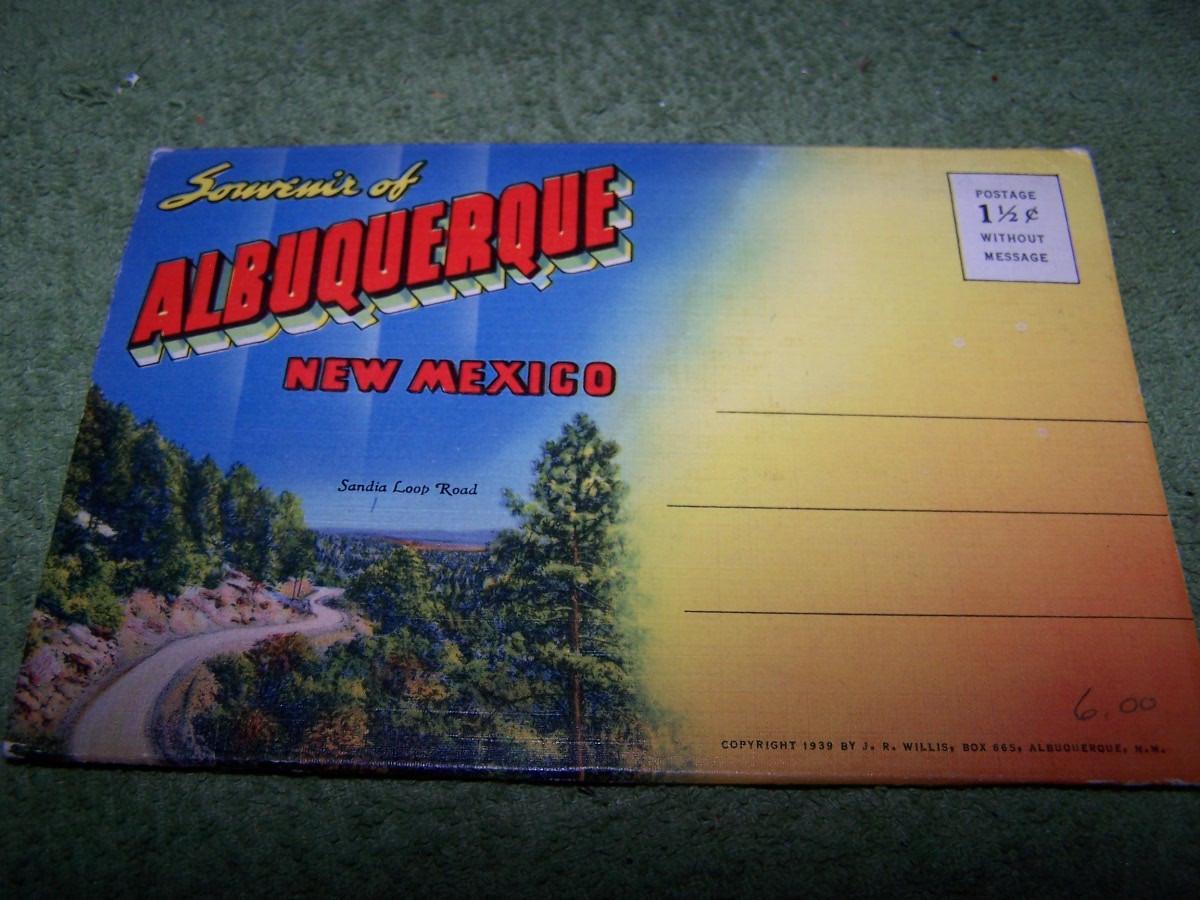 Souvenir of
ALBUQUERQUE
NEW MEXICO
Sandia Loop Road
POSTAGE
1½¢
WITHOUT
MESSAGE
6.00
COPYRIGHT 1939 BY J. R. WILLIS, BOX 665, ALBUQUERQUE, N.M.